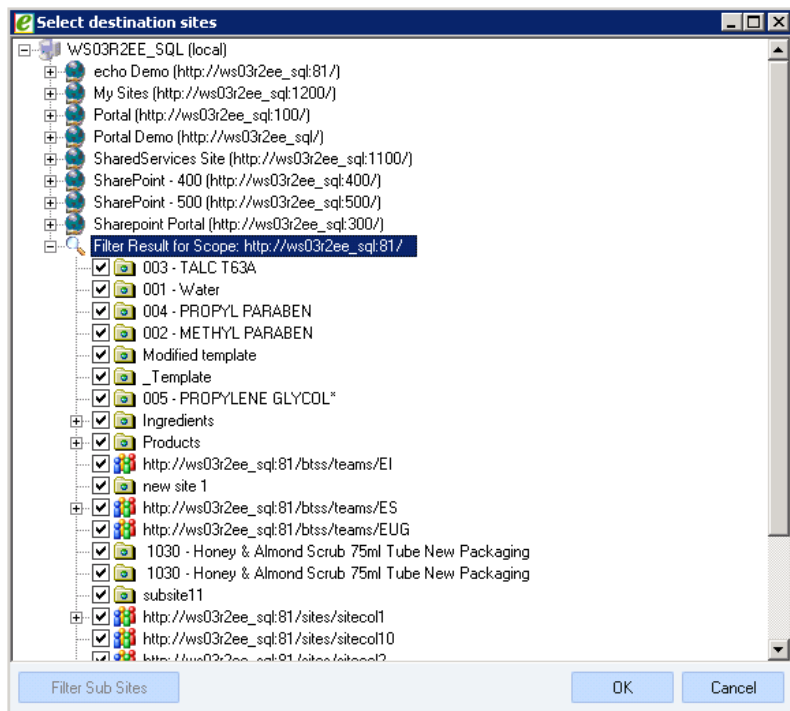 Select destination sites
WS03R2EE_SQL (local)
echo Demo (http://ws03r2ee_sql:81/)
My Sites (http://ws03r2ee_sql:1200/)
Portal (http://ws03r2ee_sql:100/)
Portal Demo (http://ws03r2ee_sql/)
SharedServices Site (http://ws03r2ee_sql:1100/)
SharePoint - 400 (http://ws03r2ee_sql:400/)
SharePoint - 500 (http://ws03r2ee_sql:500/)
Sharepoint Portal (http://ws03r2ee_sql:300/)
Filter Result for Scope: http://ws03r2ee_sql:81/
003 - TALC T63A
001 - Water
004 - PROPYL PARABEN
002 - METHYL PARABEN
Modified template
_Template
005 - PROPYLENE GLYCOL*
Ingredients
Products
http://ws03r2ee_sql:81/btss/teams/EI
new site 1
http://ws03r2ee_sql:81/btss/teams/ES
http://ws03r2ee_sql:81/btss/teams/EUG
1030 - Honey & Almond Scrub 75ml Tube New Packaging
1030 - Honey & Almond Scrub 75ml Tube New Packaging
subsite11
http://ws03r2ee_sql:81/sites/sitecol1
http://ws03r2ee_sql:81/sites/sitecol10
http://ws03r2ee_sql:81/sites/sitecol2
Filter Sub Sites
OK
Cancel